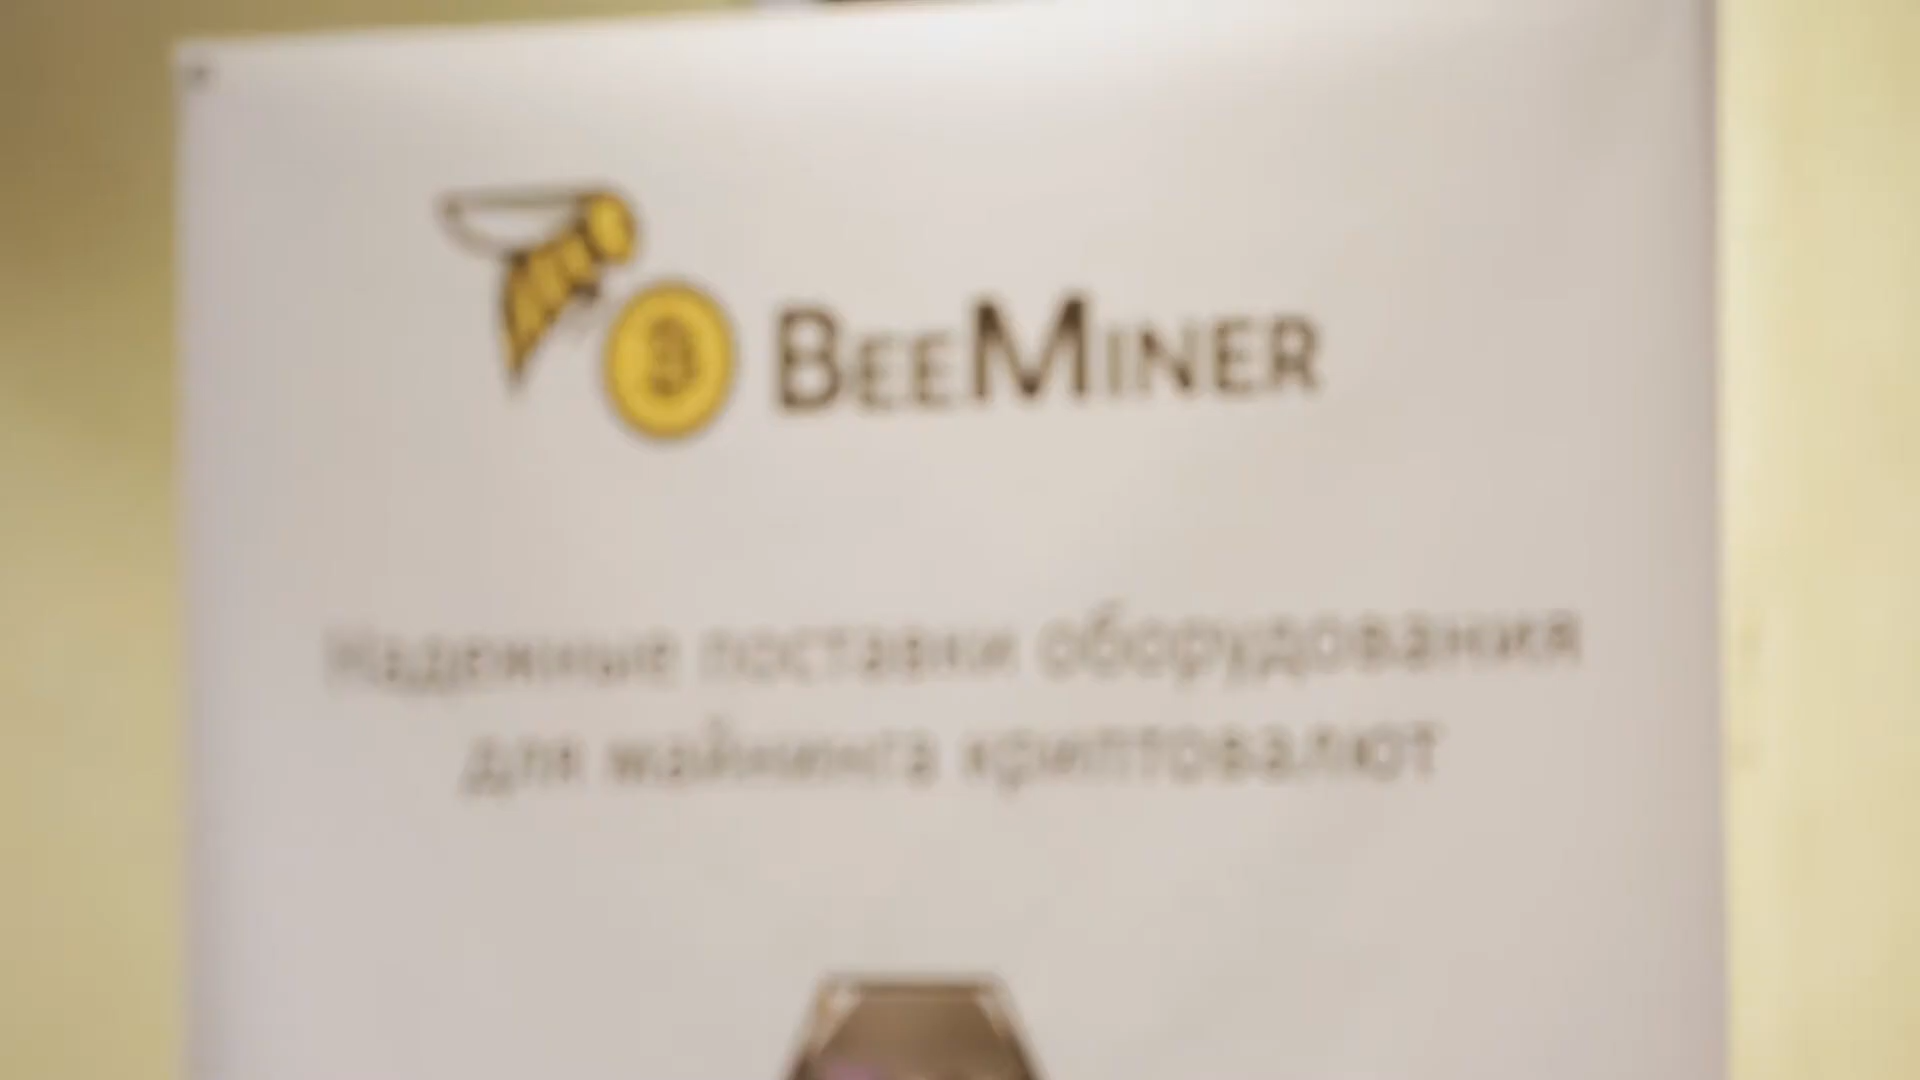 BEEMINER
Надежные поставки оборудования
для майнинга криптовалют